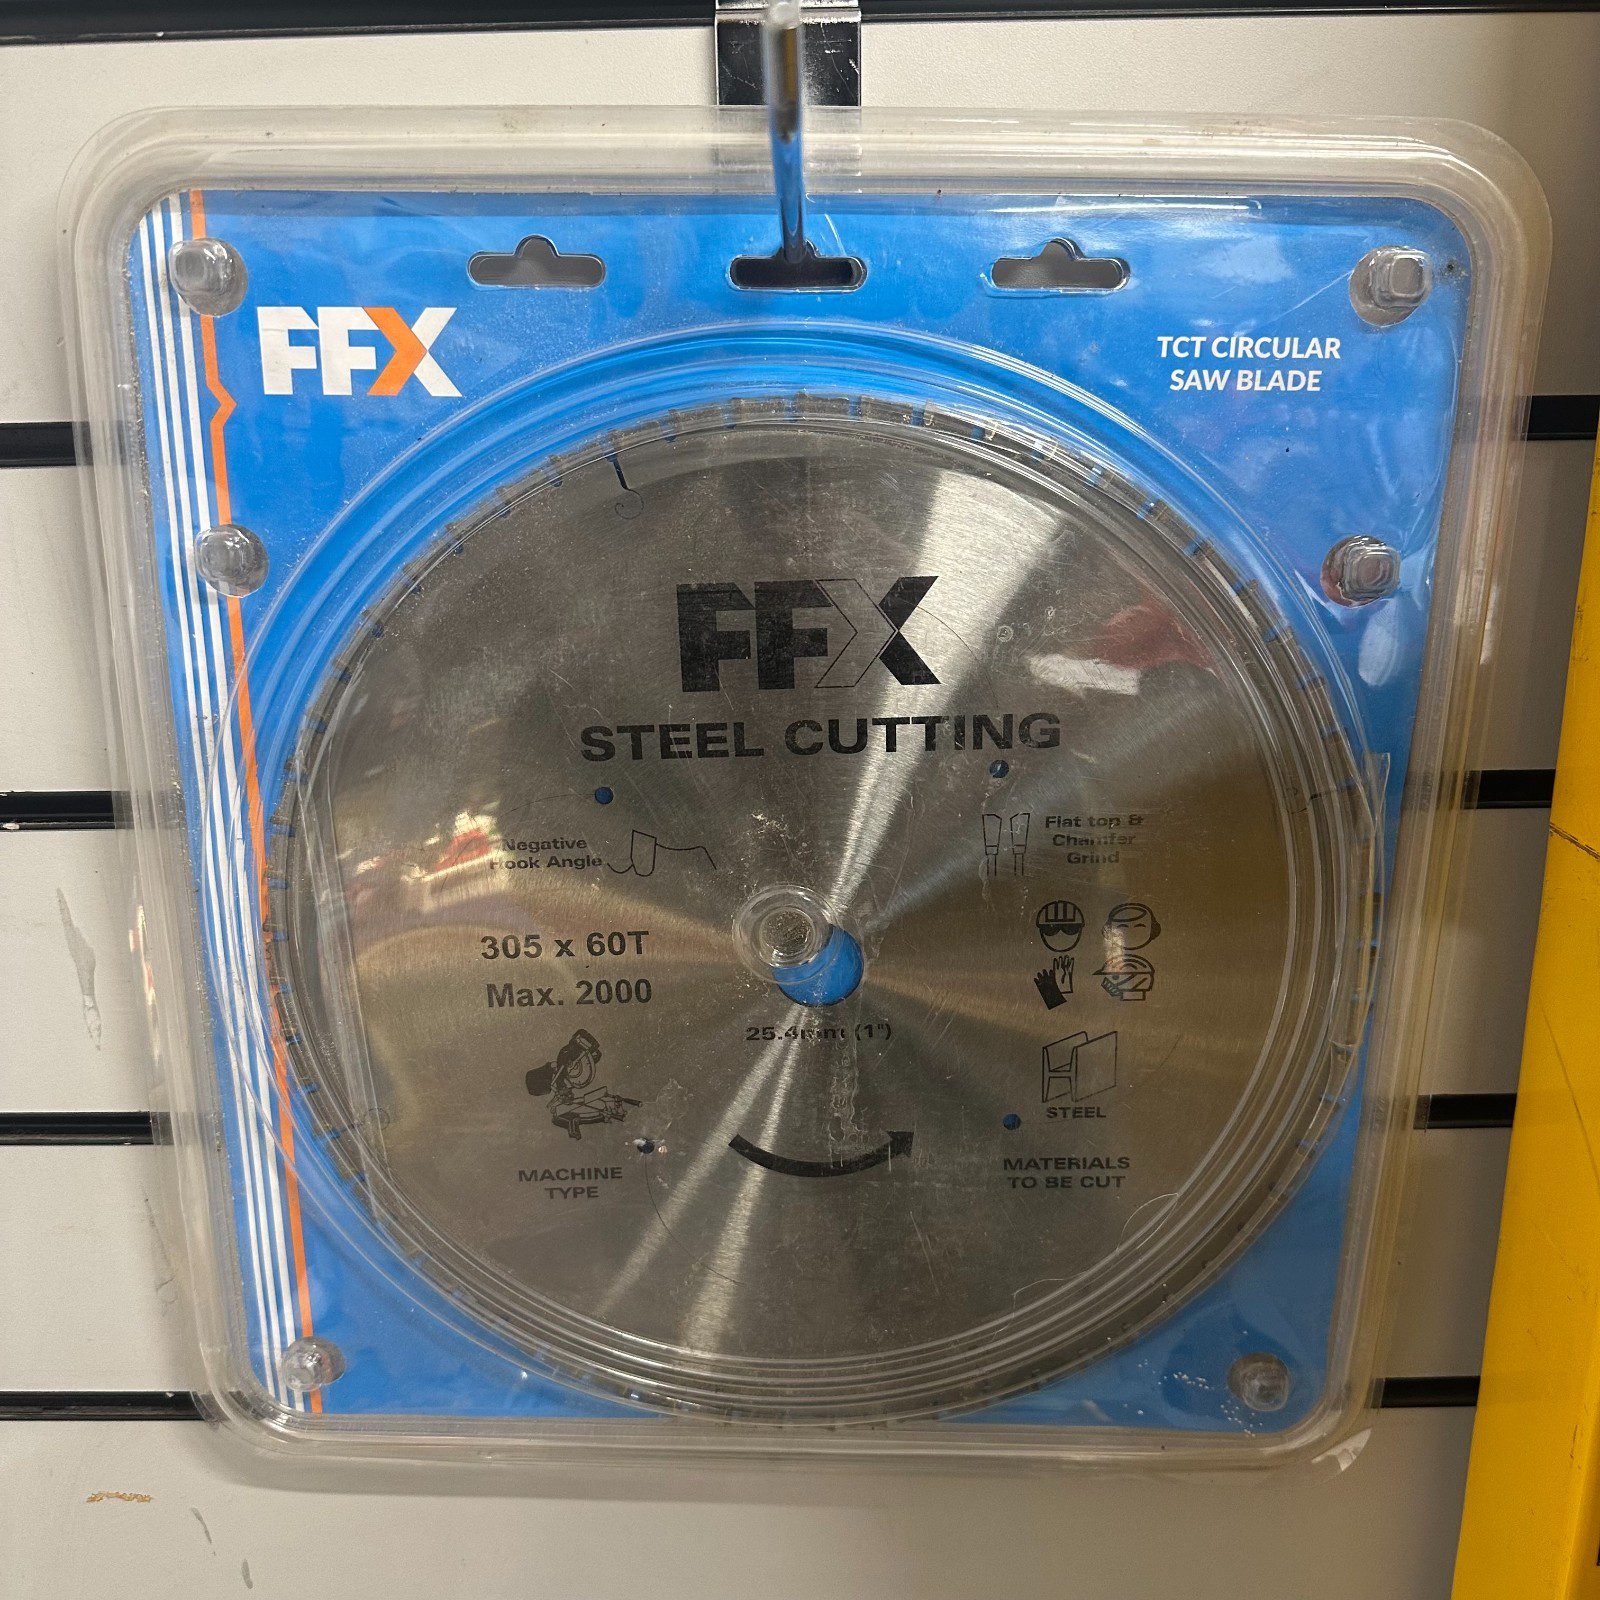 FFX
TCT CIRCULAR
SAW BLADE
FFX
STEEL CUTTING
Negative
Hook Angle
Flat top &
Chamfer
Grind
305 x 60T
Max. 2000
25.4mm (1")
STEEL
MACHINE
TYPE
MATERIALS
TO BE CUT